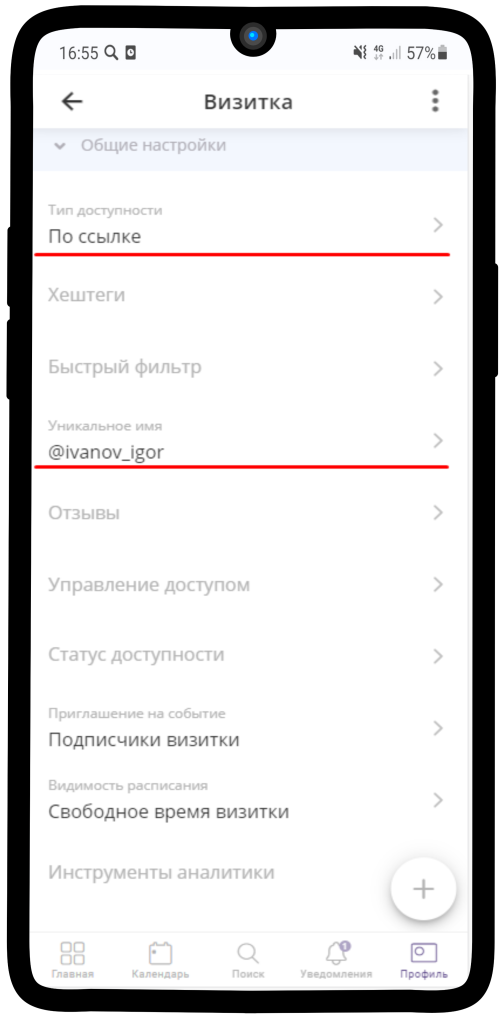 16:55 4G 57%
Визитка
Общие настройки
Тип доступности
По ссылке
Хештеги
Быстрый фильтр
Уникальное имя
@ivanov_igor
Отзывы
Управление доступом
Статус доступности
Приглашение на событие
Подписчики визитки
Видимость расписания
Свободное время визитки
Инструменты аналитики
1
Главная Календарь Поиск Уведомления Профиль